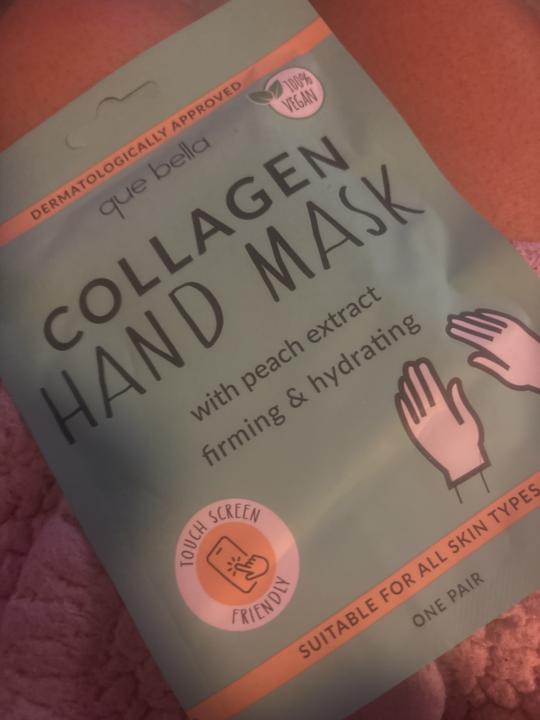 DERMATOLOGICALLY APPROVED
100%
VEGAN
que bella
COLLAGEN
HAND MASK
with peach extract
firming & hydrating
TOUCH SCREEN
FRIENDLY
SUITABLE FOR ALL SKIN TYPES
ONE PAIR